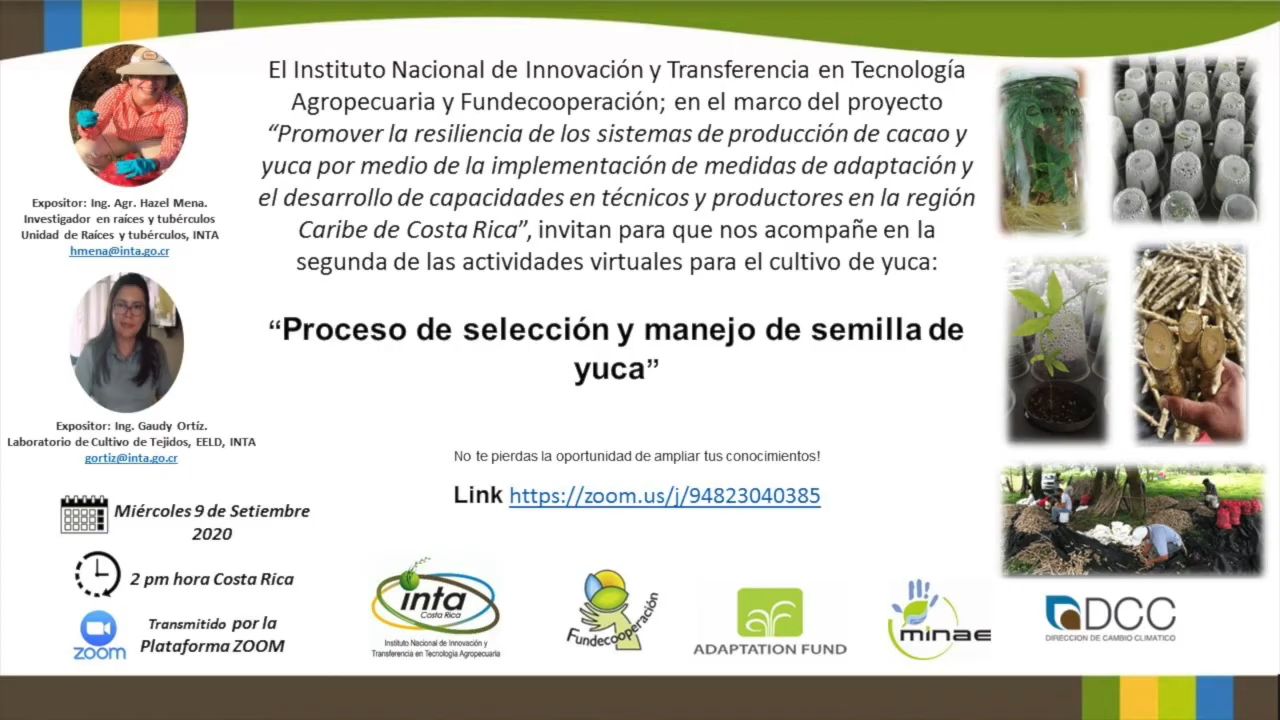 El Instituto Nacional de Innovación y Transferencia en Tecnología
Agropecuaria y Fundecooperación; en el marco del proyecto
“Promover la resiliencia de los sistemas de producción de cacao y
yuca por medio de la implementación de medidas de adaptación y
el desarrollo de capacidades en técnicos y productores en la región
Caribe de Costa Rica”, invitan para que nos acompañe en la
segunda de las actividades virtuales para el cultivo de yuca:
“Proceso de selección y manejo de semilla de
yuca”
No te pierdas la oportunidad de ampliar tus conocimientos!
Link https://zoom.us/j/94823040385
Expositor: Ing. Agr. Hazel Mena.
Investigador en raíces y tubérculos
Unidad de Raíces y tubérculos, INTA
hmena@inta.go.cr
Expositor: Ing. Gaudy Ortíz.
Laboratorio de Cultivo de Tejidos, EELD, INTA
gortiz@inta.go.cr
Miércoles 9 de Setiembre
2020
2 pm hora Costa Rica
Transmitido por la
Plataforma ZOOM
zoom
inta
Costa Rica
Instituto Nacional de Innovación y
Transferencia en Tecnología Agropecuaria
Fundecooperación
ADAPTATION FUND
minae
DCC
DIRECCION DE CAMBIO CLIMATICO